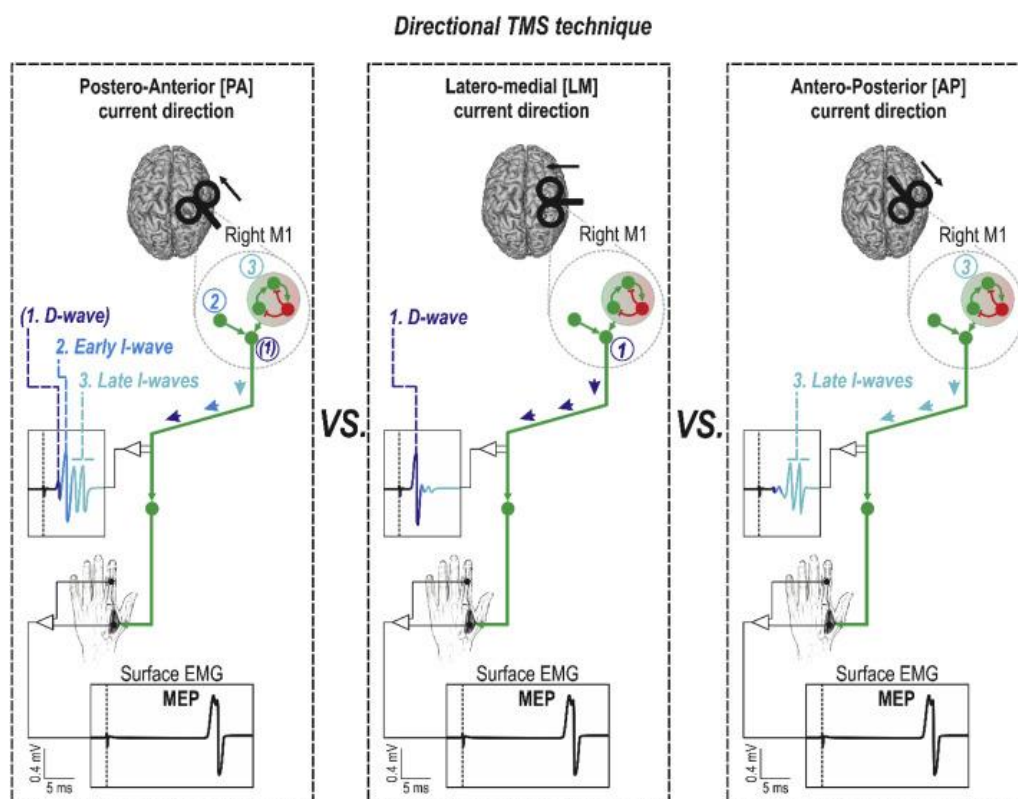 Directional TMS technique
Postero-Anterior [PA]
current direction
Right M1
3
2
(1. D-wave)
(1)
2. Early I-wave
3. Late I-waves
Surface EMG
MEP
0.4 mV
5 ms
VS.
Latero-medial [LM]
current direction
Right M1
1. D-wave
1
Surface EMG
MEP
0.4 mV
5 ms
VS.
Antero-Posterior [AP]
current direction
Right M1
3
3. Late I-waves
Surface EMG
MEP
0.4 mV
5 ms